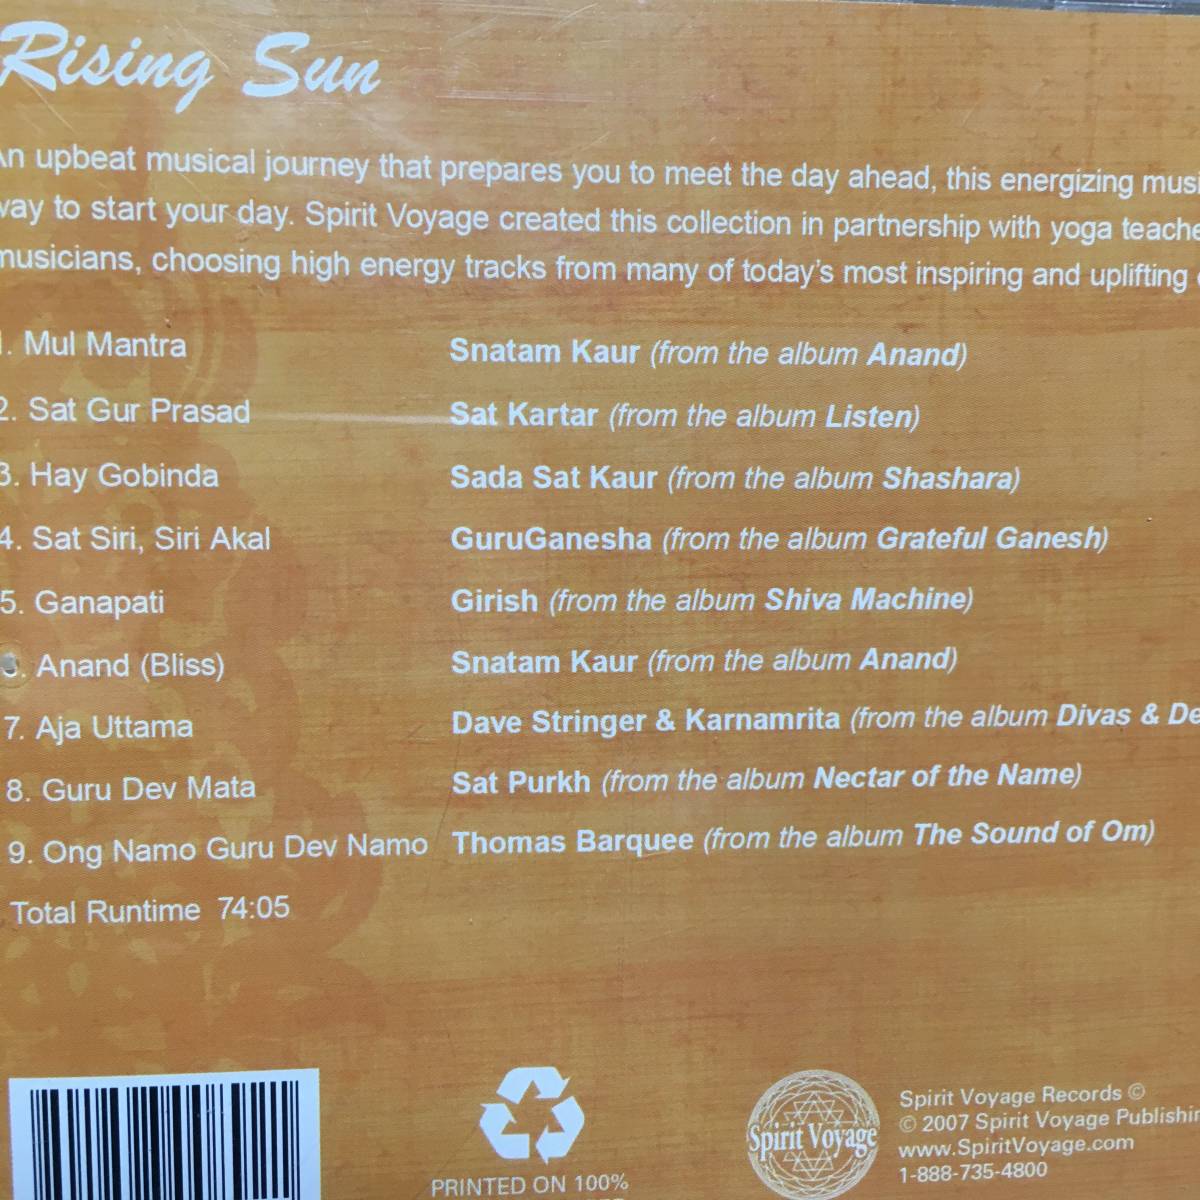 Rising Sun
An upbeat musical journey that prepares you to meet the day ahead, this energizing
way to start your day. Spirit Voyage created this collection in partnership with yoga
musicians, choosing high energy tracks from many of today's most inspiring and uplifting
1. Mul Mantra Snatam Kaur (from the album Anand)
2. Sat Gur Prasad Sat Kartar (from the album Listen)
3. Hay Gobinda Sada Sat Kaur (from the album Shashara)
4. Sat Siri, Siri Akal GuruGanesha (from the album Grateful Ganesh)
5. Ganapati Girish (from the album Shiva Machine)
Anand (Bliss) Snatam Kaur (from the album Anand)
7. Aja Uttama Dave Stringer & Karnamrita (from the album Divas & De
8. Guru Dev Mata Sat Purkh (from the album Nectar of the Name)
9. Ong Namo Guru Dev Namo Thomas Barquee (from the album The Sound of Om)
Total Runtime 74:05
PRINTED ON 100%
Spirit Voyage
Spirit Voyage Records ©
© 2007 Spirit Voyage Publishin
www.SpiritVoyage.com
1-888-735-4800